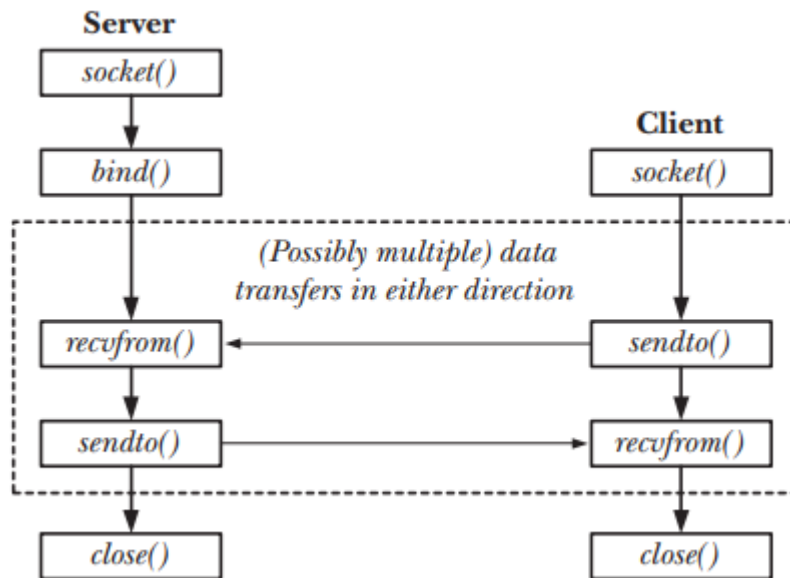 Server
socket()
Client
bind()
socket()
(Possibly multiple) data
transfers in either direction
recvfrom()
sendto()
sendto()
recvfrom()
close()
close()